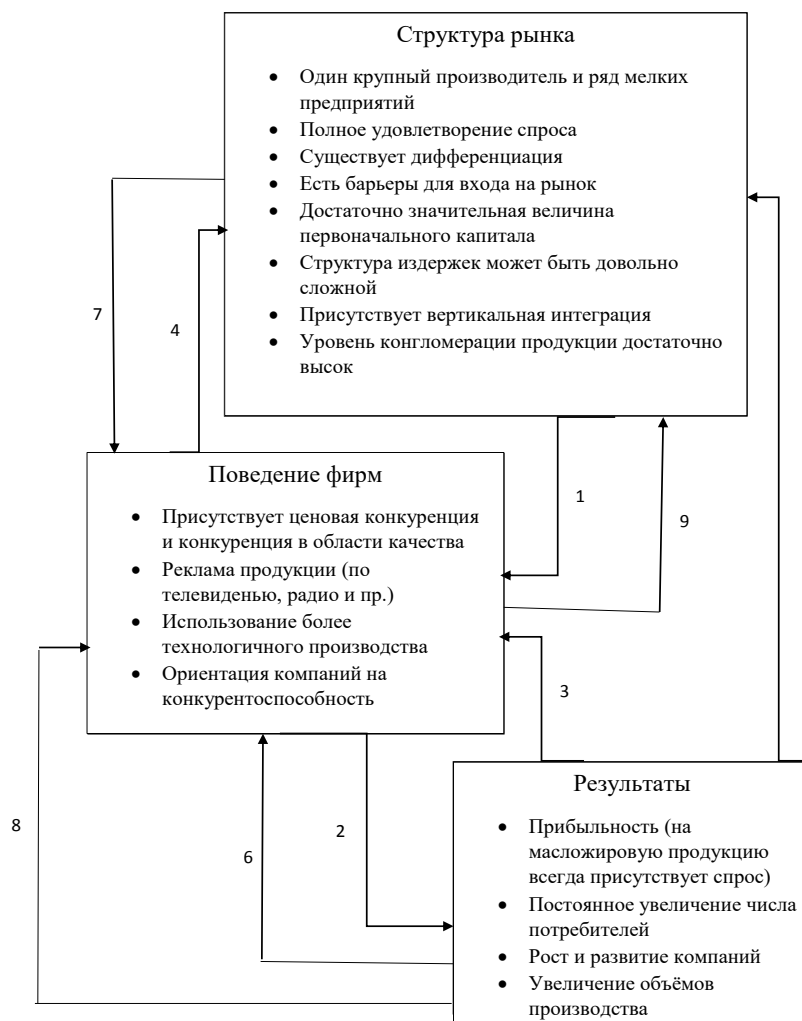 Структура рынка
• Один крупный производитель и ряд мелких
предприятий
• Полное удовлетворение спроса
• Существует дифференциация
• Есть барьеры для входа на рынок
• Достаточно значительная величина
первоначального капитала
• Структура издержек может быть довольно
сложной
• Присутствует вертикальная интеграция
• Уровень конгломерации продукции достаточно
высок
7
4
1
9
Поведение фирм
• Присутствует ценовая конкуренция
и конкуренция в области качества
• Реклама продукции (по
телевиденью, радио и пр.)
• Использование более
технологичного производства
• Ориентация компаний на
конкурентоспособность
3
8
6
2
Результаты
• Прибыльность (на
масложировую продукцию
всегда присутствует спрос)
• Постоянное увеличение числа
потребителей
• Рост и развитие компаний
• Увеличение объёмов
производства